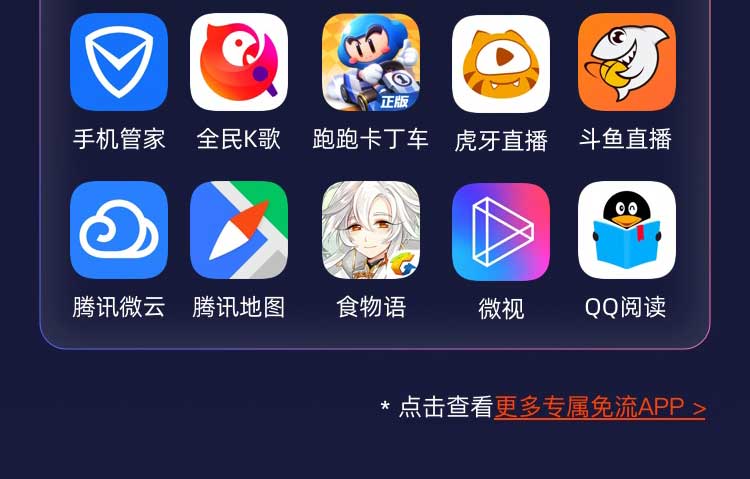 正版
手机管家 全民K歌 跑跑卡丁车 虎牙直播 斗鱼直播
腾讯微云 腾讯地图 食物语 微视 QQ阅读
* 点击查看更多专属免流APP >